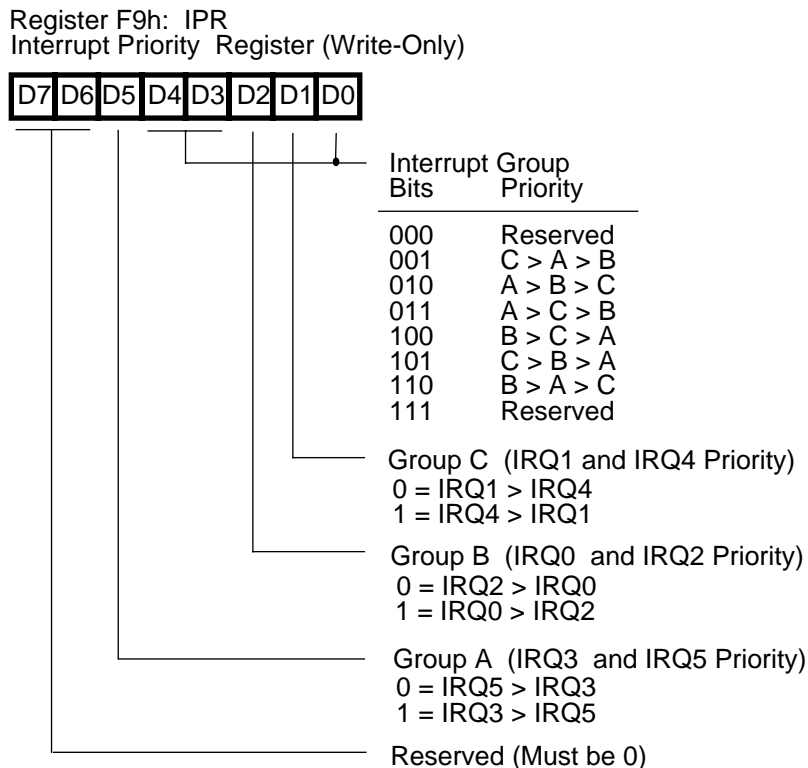 Register F9h: IPR
Interrupt Priority Register (Write-Only)
D7 D6 D5 D4 D3 D2 D1 D0
Interrupt Group
Bits Priority
000 Reserved
001 C > A > B
010 A > B > C
011 A > C > B
100 B > C > A
101 C > B > A
110 B > A > C
111 Reserved
Group C (IRQ1 and IRQ4 Priority)
0 = IRQ1 > IRQ4
1 = IRQ4 > IRQ1
Group B (IRQ0 and IRQ2 Priority)
0 = IRQ2 > IRQ0
1 = IRQ0 > IRQ2
Group A (IRQ3 and IRQ5 Priority)
0 = IRQ5 > IRQ3
1 = IRQ3 > IRQ5
Reserved (Must be 0)